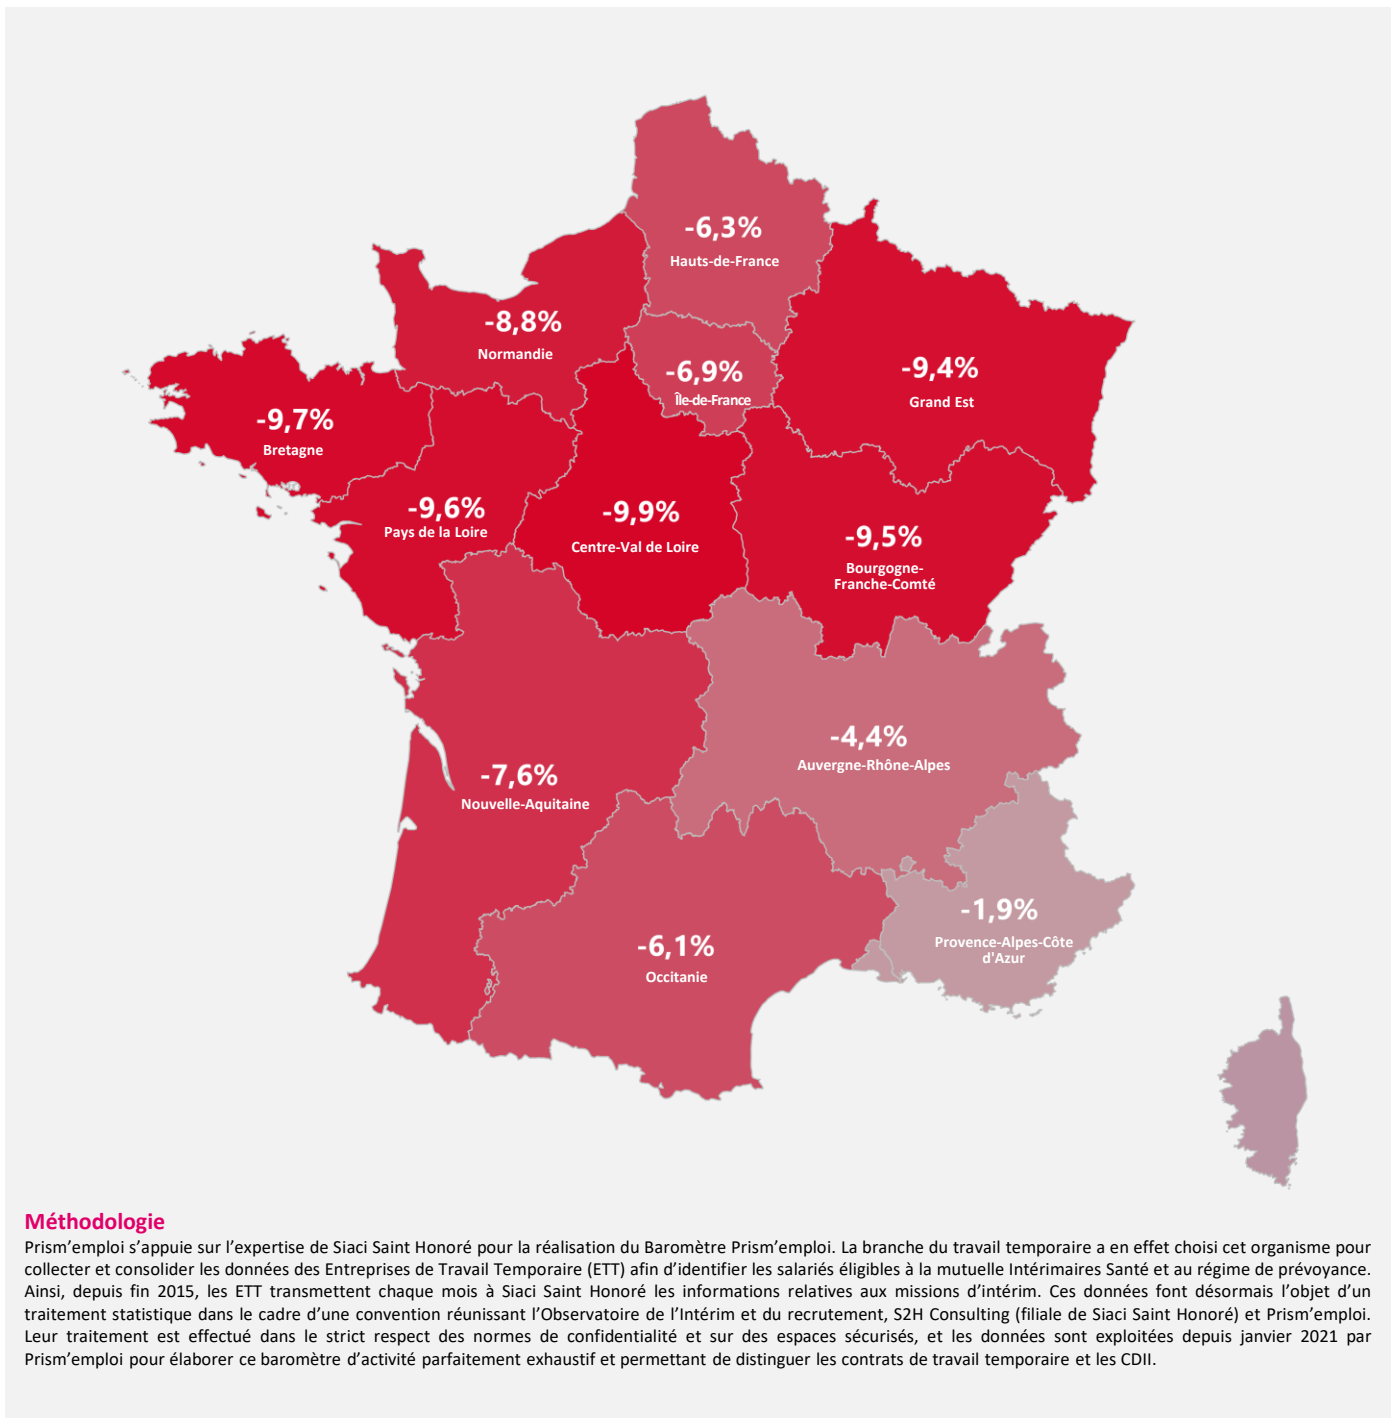 -6,3%
Hauts-de-France
-8,8%
Normandie
-6,9%
Île-de-France
-9,4%
Grand Est
-9,7%
Bretagne
-9,6%
Pays de la Loire
-9,9%
Centre-Val de Loire
-9,5%
Bourgogne-
Franche-Comté
-4,4%
Auvergne-Rhône-Alpes
-7,6%
Nouvelle-Aquitaine
-1,9%
Provence-Alpes-Côte
d'Azur
-6,1%
Occitanie
Méthodologie
Prism’emploi s’appuie sur l’expertise de Siaci Saint Honoré pour la réalisation du Baromètre Prism’emploi. La branche du travail temporaire a en effet choisi cet organisme pour
collecter et consolider les données des Entreprises de Travail Temporaire (ETT) afin d’identifier les salariés éligibles à la mutuelle Intérimaires Santé et au régime de prévoyance.
Ainsi, depuis fin 2015, les ETT transmettent chaque mois à Siaci Saint Honoré les informations relatives aux missions d’intérim. Ces données font désormais l’objet d’un
traitement statistique dans le cadre d’une convention réunissant l’Observatoire de l’Intérim et du recrutement, S2H Consulting (filiale de Siaci Saint Honoré) et Prism’emploi.
Leur traitement est effectué dans le strict respect des normes de confidentialité et sur des espaces sécurisés, et les données sont exploitées depuis janvier 2021 par
Prism’emploi pour élaborer ce baromètre d’activité parfaitement exhaustif et permettant de distinguer les contrats de travail temporaire et les CDII.